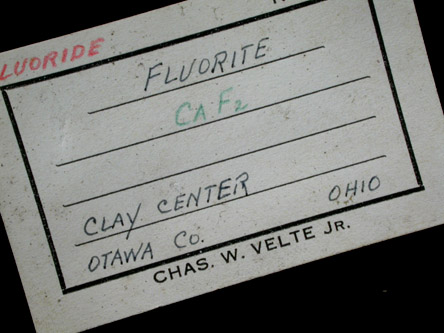 LUORIDE
FLUORITE
CA F2
CLAY CENTER OHIO
OTAWA CO.
CHAS. W. VELTE JR.